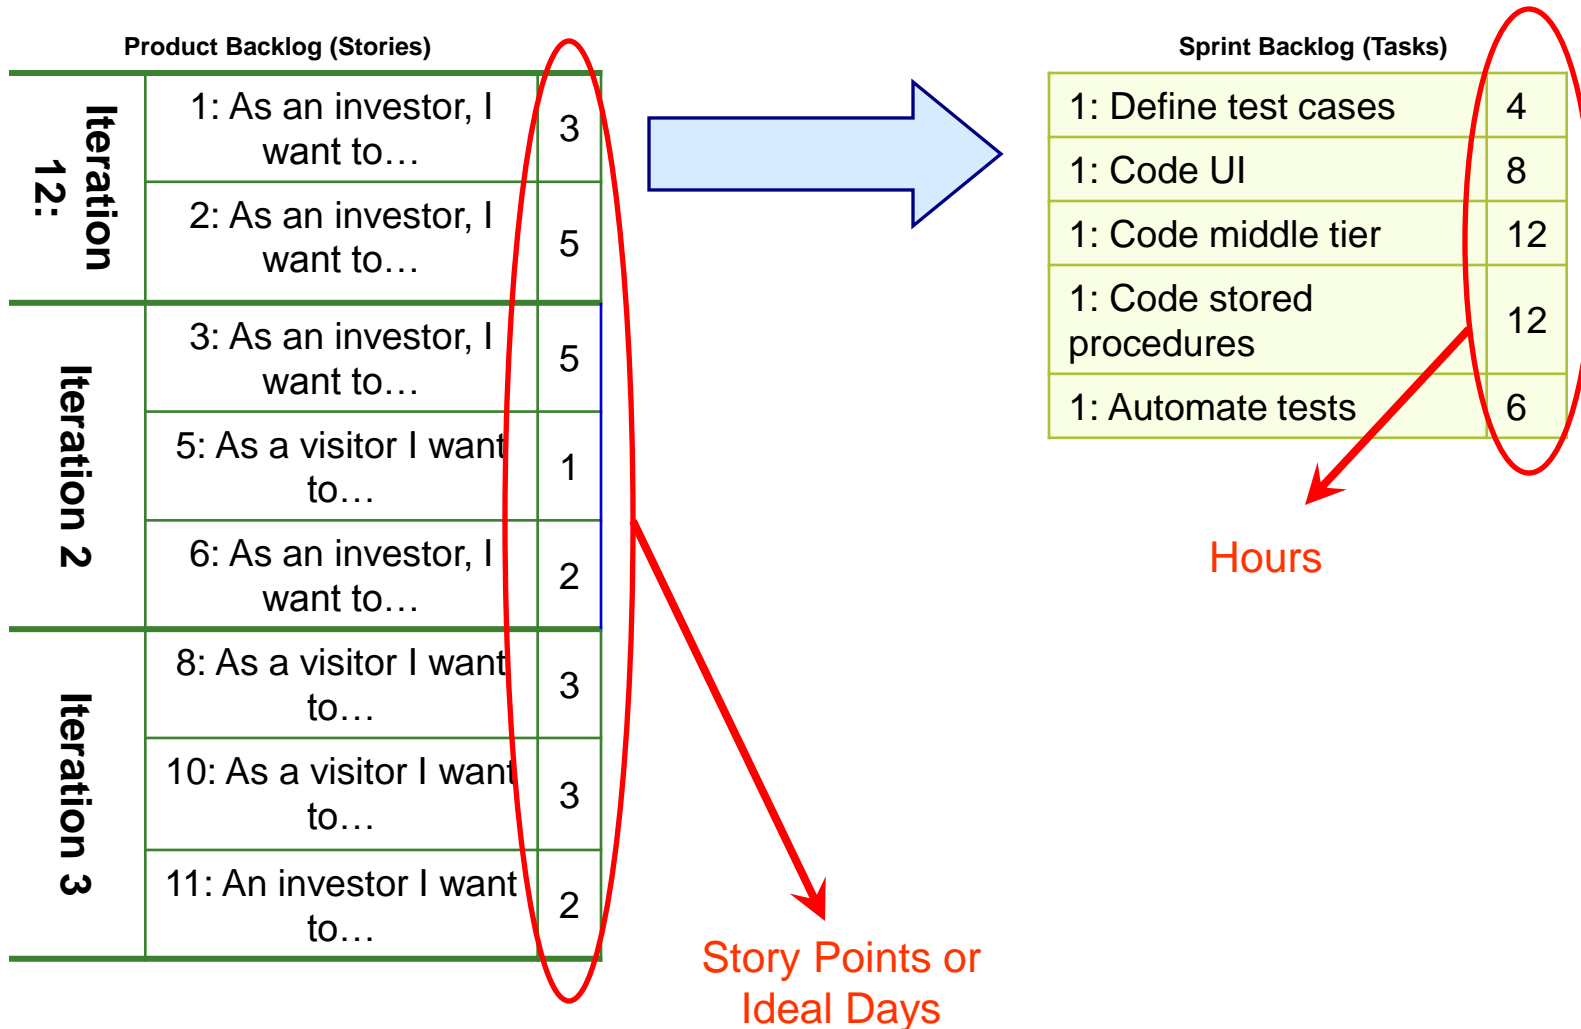 Product Backlog (Stories)
Iteration
12:
1: As an investor, I
want to…
3
2: As an investor, I
want to…
5
Iteration 2
3: As an investor, I
want to…
5
5: As a visitor I want
to…
1
6: As an investor, I
want to…
2
Iteration 3
8: As a visitor I want
to…
3
10: As a visitor I want
to…
3
11: An investor I want
to…
2
Story Points or
Ideal Days
Sprint Backlog (Tasks)
1: Define test cases
4
1: Code UI
8
1: Code middle tier
12
1: Code stored
procedures
12
1: Automate tests
6
Hours